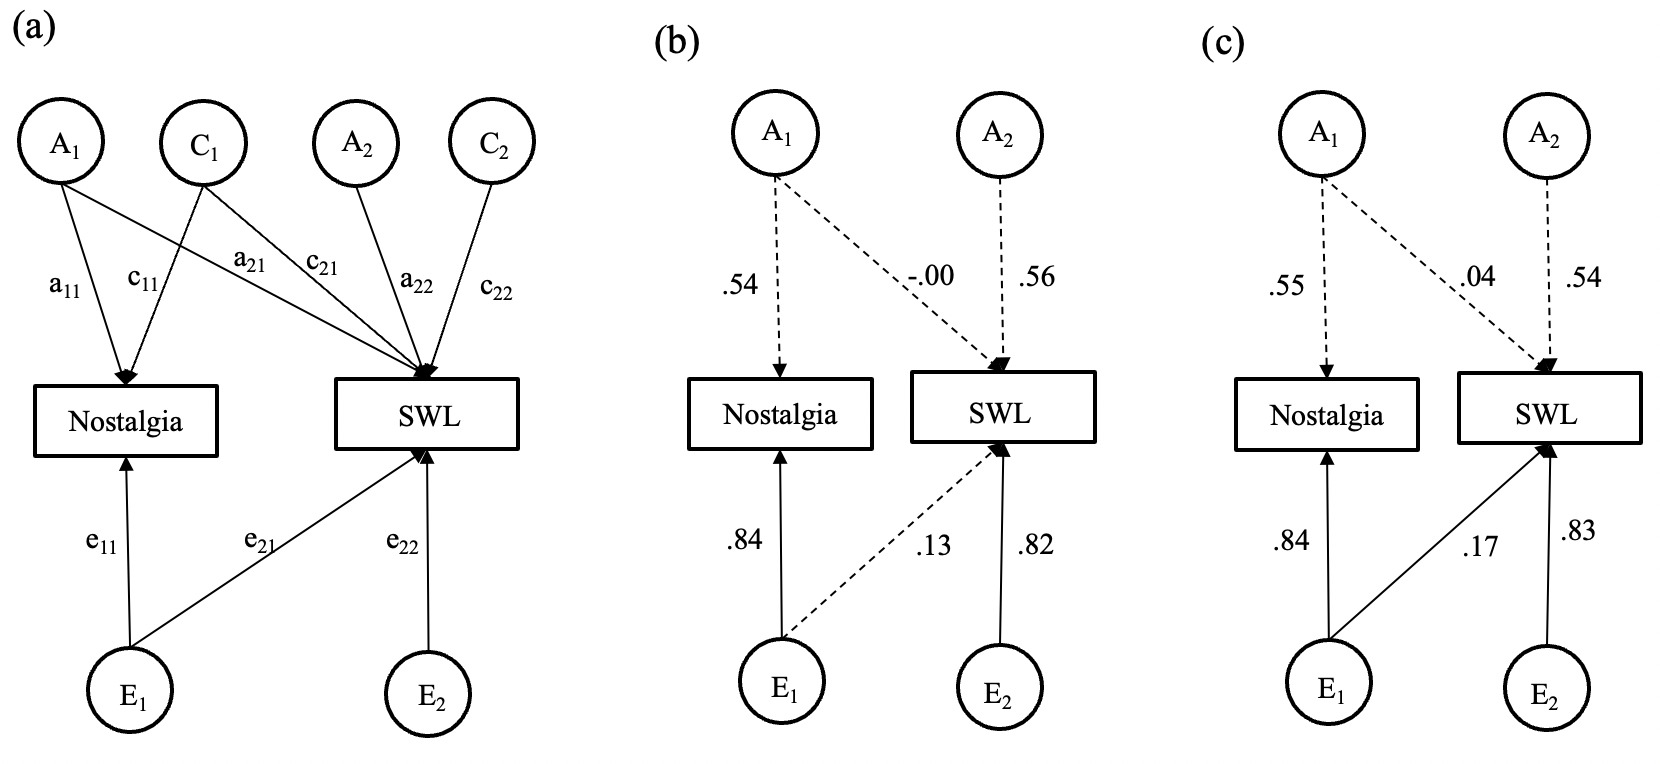 (a)
A₁ C₁ A₂ C₂
a₁₁ c₁₁ a₂₁ c₂₁ a₂₂ c₂₂
Nostalgia SWL
e₁₁ e₂₁ e₂₂
E₁ E₂
(b)
A₁ A₂
.54 -.00 .56
Nostalgia SWL
.84 .13 .82
E₁ E₂
(c)
A₁ A₂
.55 .04 .54
Nostalgia SWL
.84 .17 .83
E₁ E₂